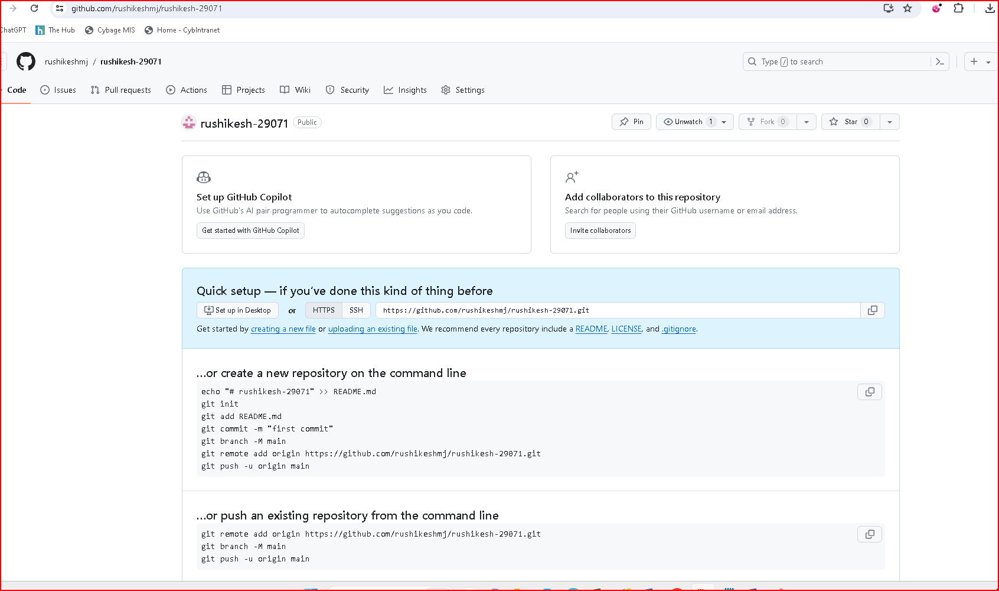 github.com/rushikeshmj/rushikesh-29071
ChatGPT The Hub Cybage MIS Home - CybIntranet
rushikeshmj / rushikesh-29071
Type / to search
Code Issues Pull requests Actions Projects Wiki Security Insights Settings
rushikesh-29071 Public
Pin Unwatch 1 Fork 0 Star 0
Set up GitHub Copilot
Use GitHub's AI pair programmer to autocomplete suggestions as you code.
Get started with GitHub Copilot
Add collaborators to this repository
Search for people using their GitHub username or email address.
Invite collaborators
Quick setup — if you've done this kind of thing before
Set up in Desktop or HTTPS SSH https://github.com/rushikeshmj/rushikesh-29071.git
Get started by creating a new file or uploading an existing file. We recommend every repository include a README, LICENSE, and .gitignore.
…or create a new repository on the command line
echo "# rushikesh-29071" >> README.md
git init
git add README.md
git commit -m "first commit"
git branch -M main
git remote add origin https://github.com/rushikeshmj/rushikesh-29071.git
git push -u origin main
…or push an existing repository from the command line
git remote add origin https://github.com/rushikeshmj/rushikesh-29071.git
git branch -M main
git push -u origin main